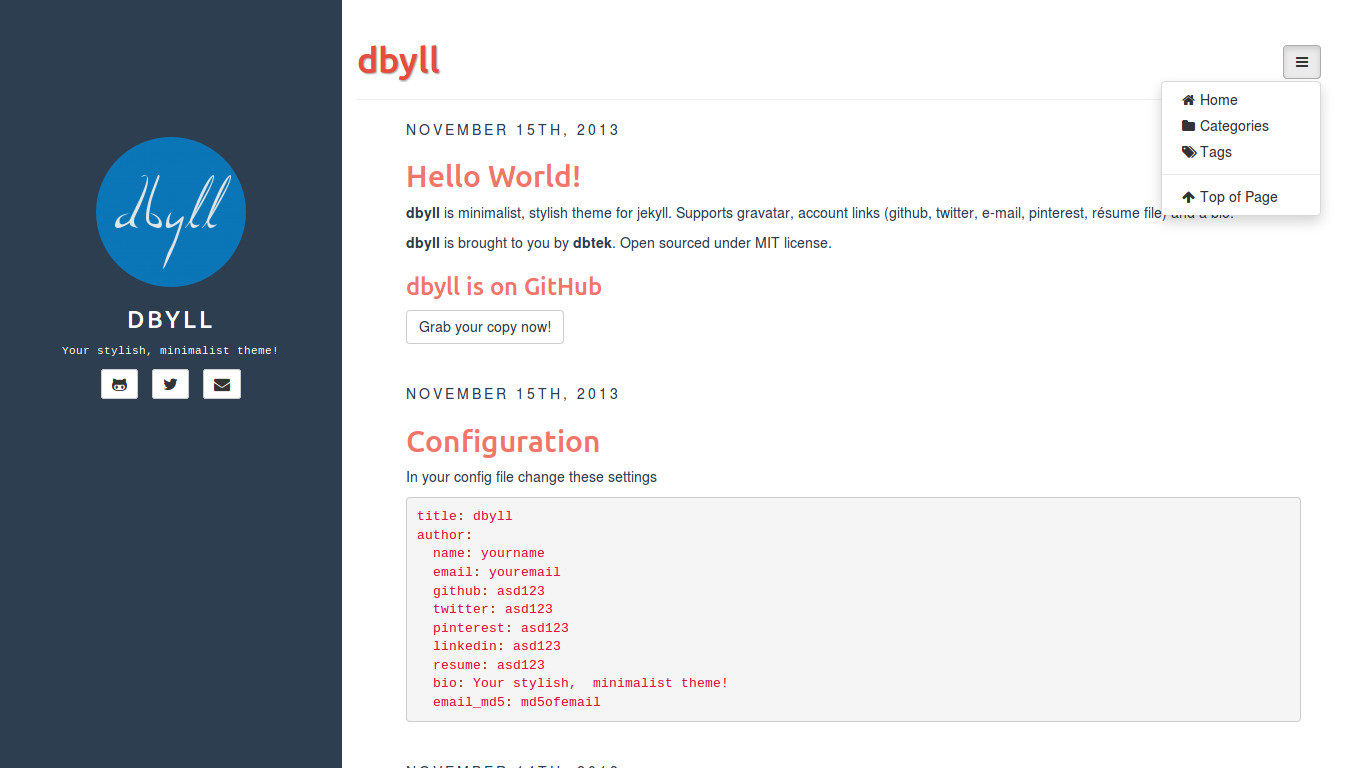 dbyll
DBYLL
Your stylish, minimalist theme!
dbyll
Home
Categories
Tags
Top of Page
NOVEMBER 15TH, 2013
Hello World!
dbyll is minimalist, stylish theme for jekyll. Supports gravatar, account links (github, twitter, e-mail, pinterest, résume file) and a bio.
dbyll is brought to you by dbtek. Open sourced under MIT license.
dbyll is on GitHub
Grab your copy now!
NOVEMBER 15TH, 2013
Configuration
In your config file change these settings
title: dbyll
author:
  name: yourname
  email: youremail
  github: asd123
  twitter: asd123
  pinterest: asd123
  linkedin: asd123
  resume: asd123
  bio: Your stylish,  minimalist theme!
  email_md5: md5ofemail